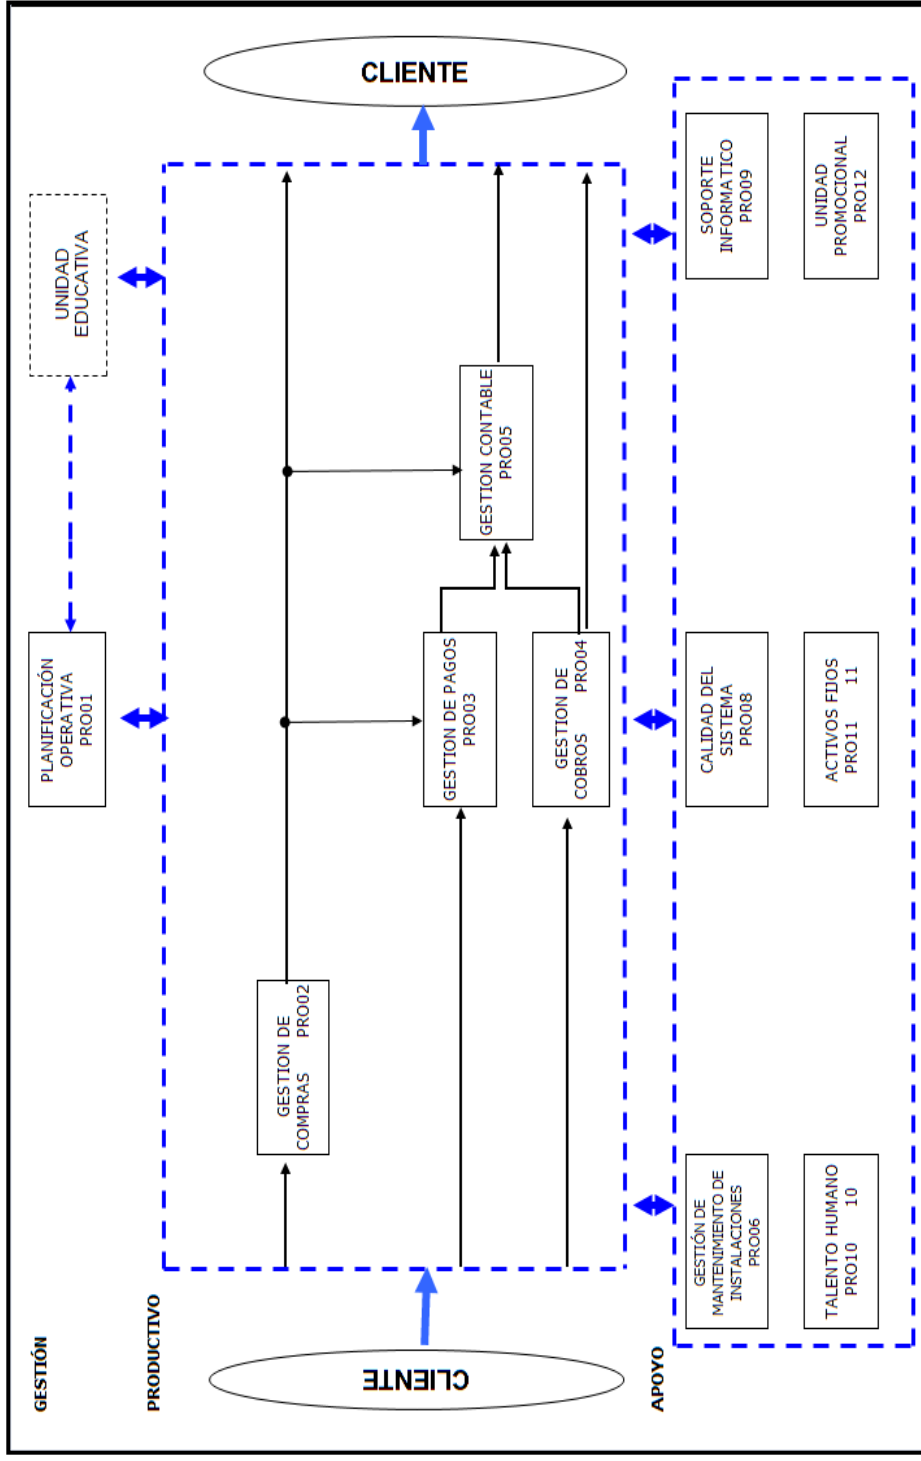 GESTIÓN
PLANIFICACIÓN
OPERATIVA
PRO01
UNIDAD
EDUCATIVA
PRODUCTIVO
CLIENTE
GESTION DE
COMPRAS PRO02
GESTION DE PAGOS
PRO03
GESTION DE
COBROS PRO04
GESTION CONTABLE
PRO05
CLIENTE
APOYO
GESTIÓN DE
MANTENIMIENTO DE
INSTALACIONES
PRO06
CALIDAD DEL
SISTEMA
PRO08
SOPORTE
INFORMATICO
PRO09
TALENTO HUMANO
PRO10 10
ACTIVOS FIJOS
PRO11 11
UNIDAD
PROMOCIONAL
PRO12